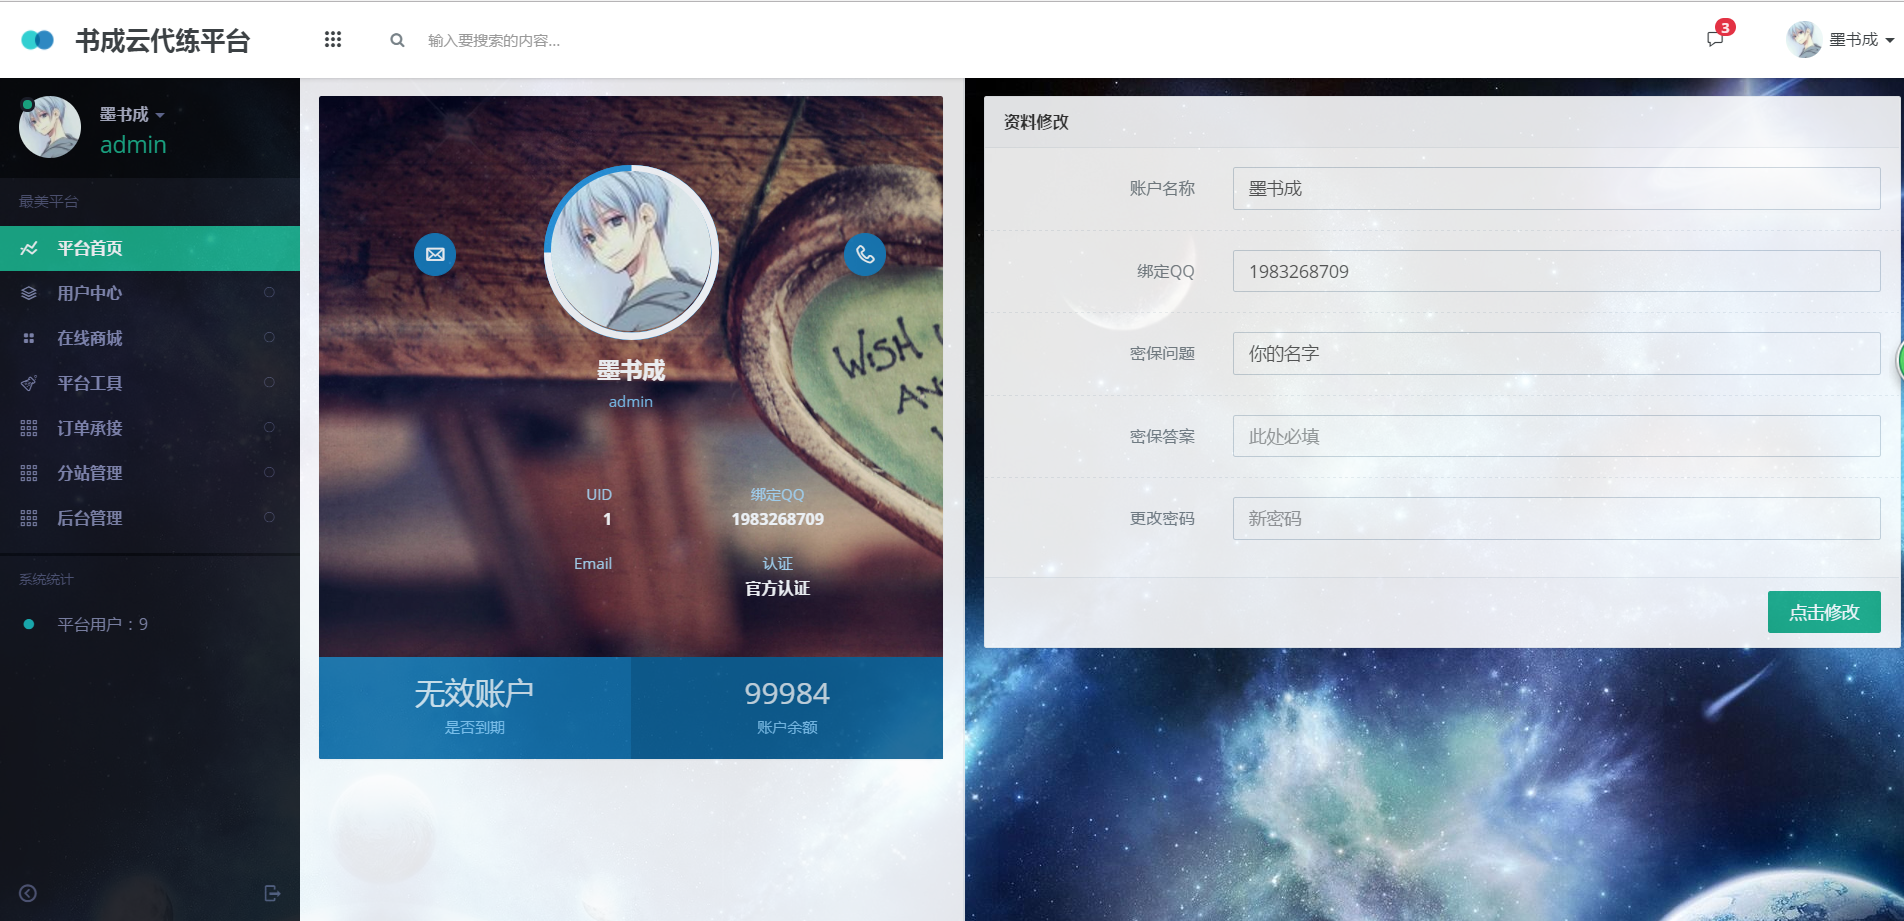 书成云代练平台
输入要搜索的内容...
3
墨书成
墨书成
admin
最美平台
平台首页
用户中心
在线商城
平台工具
订单承接
分站管理
后台管理
系统统计
平台用户：9
WiSH
AN
墨书成
admin
UID
1
绑定QQ
1983268709
Email
认证
官方认证
无效账户
是否到期
99984
账户余额
资料修改
账户名称
墨书成
绑定QQ
1983268709
密保问题
你的名字
密保答案
此处必填
更改密码
新密码
点击修改